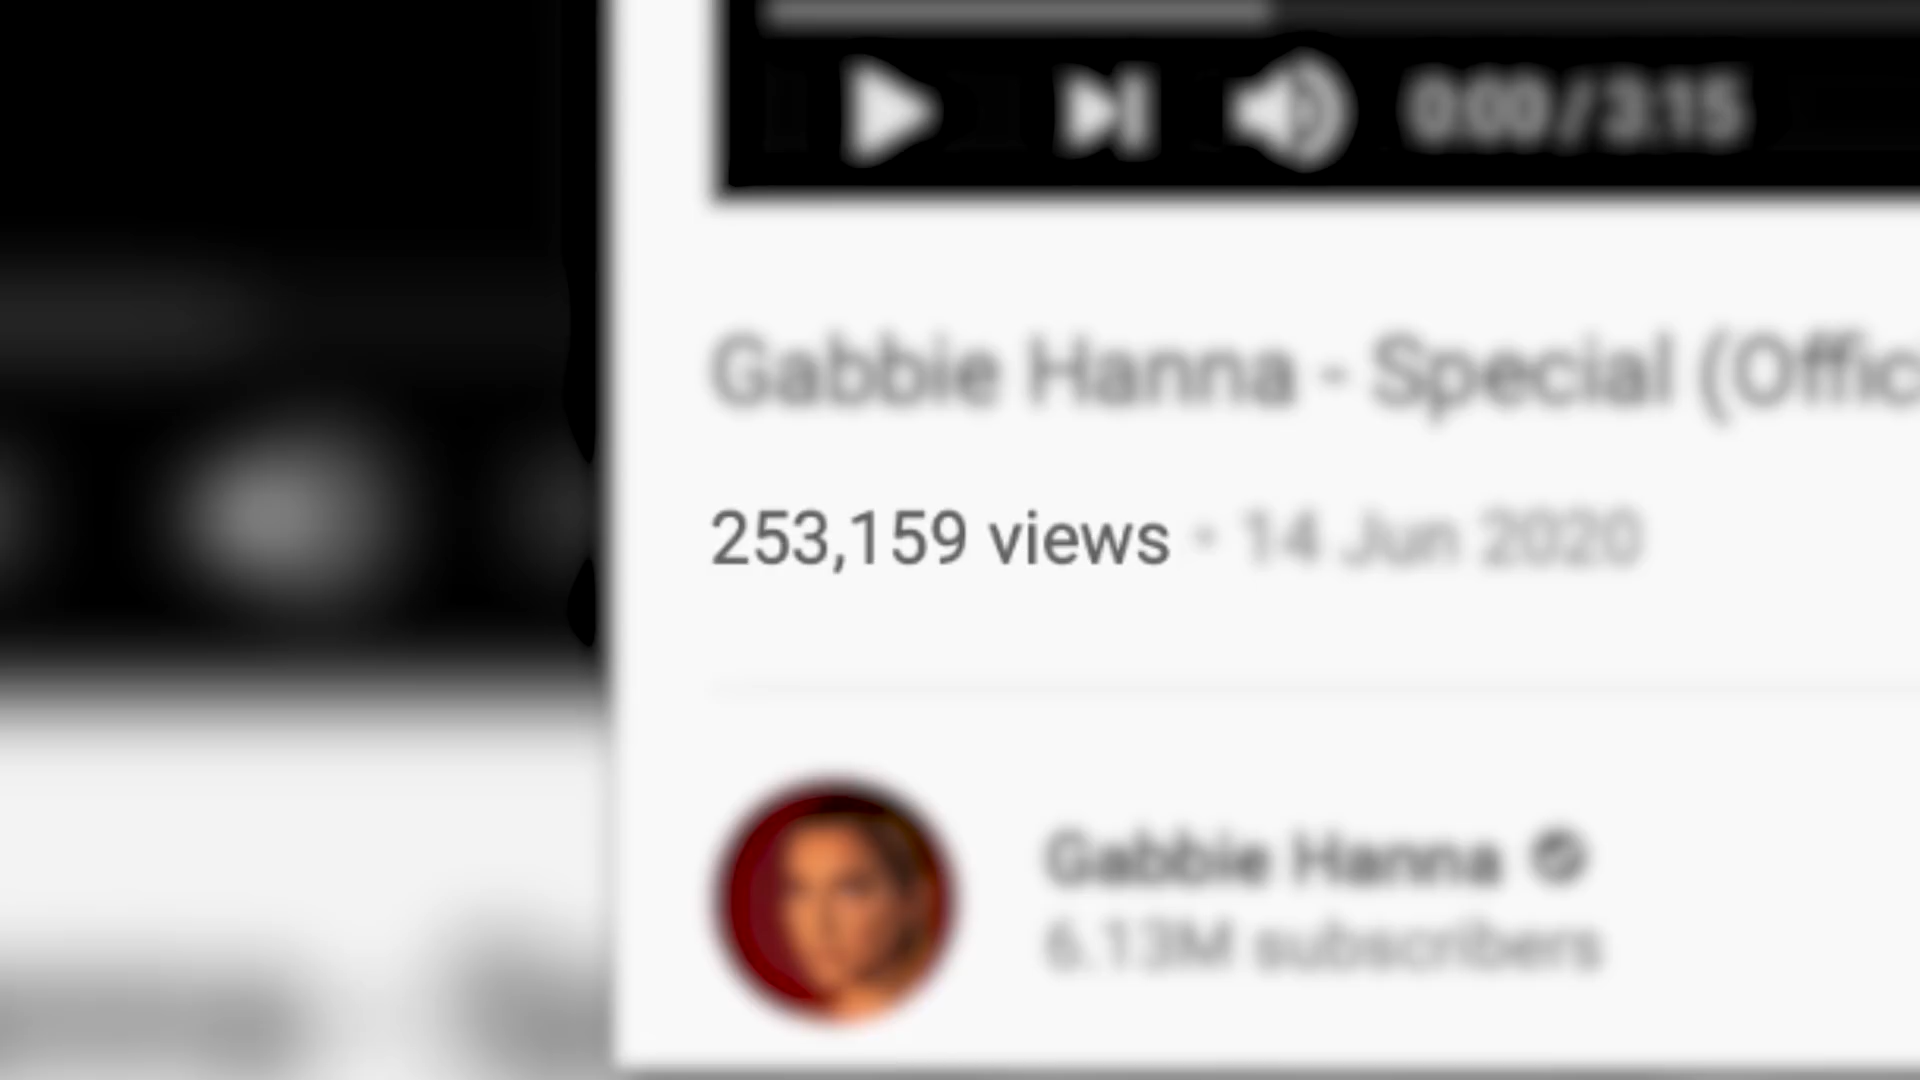 0:00 / 3:15
Gabbie Hanna - Special (Offic
253,159 views • 14 Jun 2020
Gabbie Hanna
6.13M subscribers